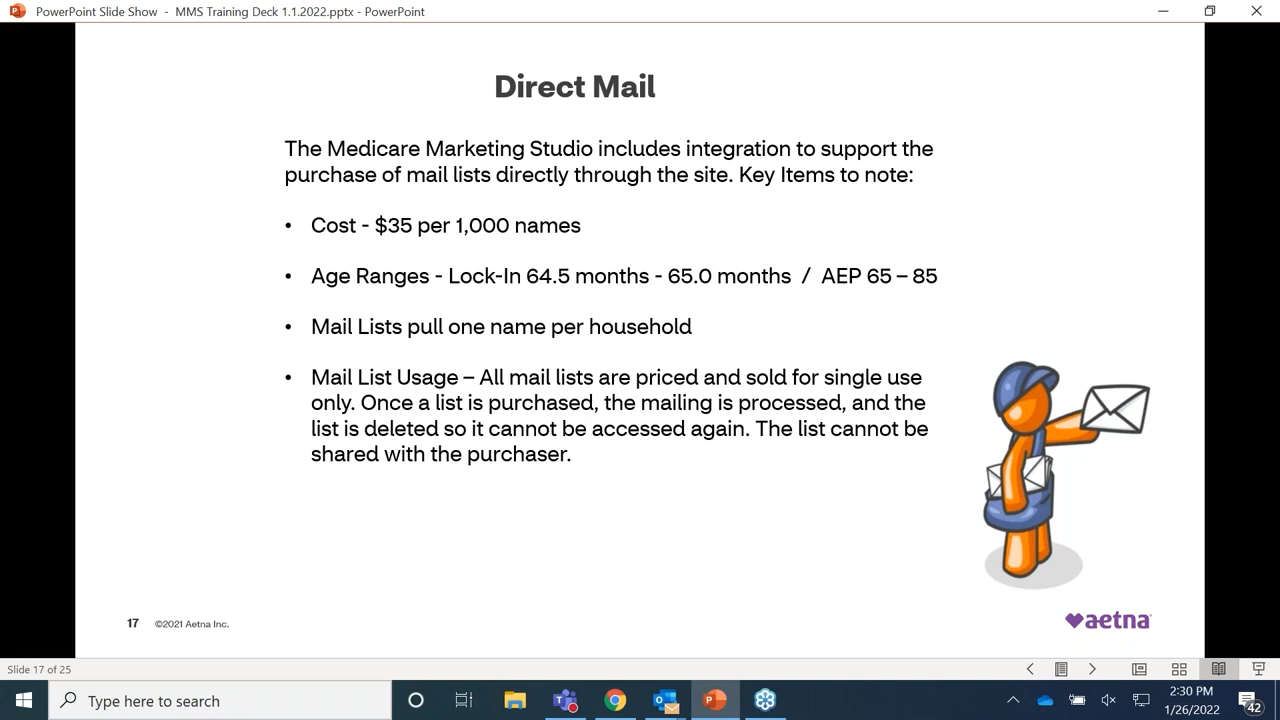 PowerPoint Slide Show - MMS Training Deck 1.1.2022.pptx - PowerPoint
Direct Mail
The Medicare Marketing Studio includes integration to support the
purchase of mail lists directly through the site. Key Items to note:
• Cost - $35 per 1,000 names
• Age Ranges - Lock-In 64.5 months - 65.0 months / AEP 65 – 85
• Mail Lists pull one name per household
• Mail List Usage – All mail lists are priced and sold for single use
only. Once a list is purchased, the mailing is processed, and the
list is deleted so it cannot be accessed again. The list cannot be
shared with the purchaser.
17 ©2021 Aetna Inc.
aetna
Slide 17 of 25
Type here to search
2:30 PM
1/26/2022
42